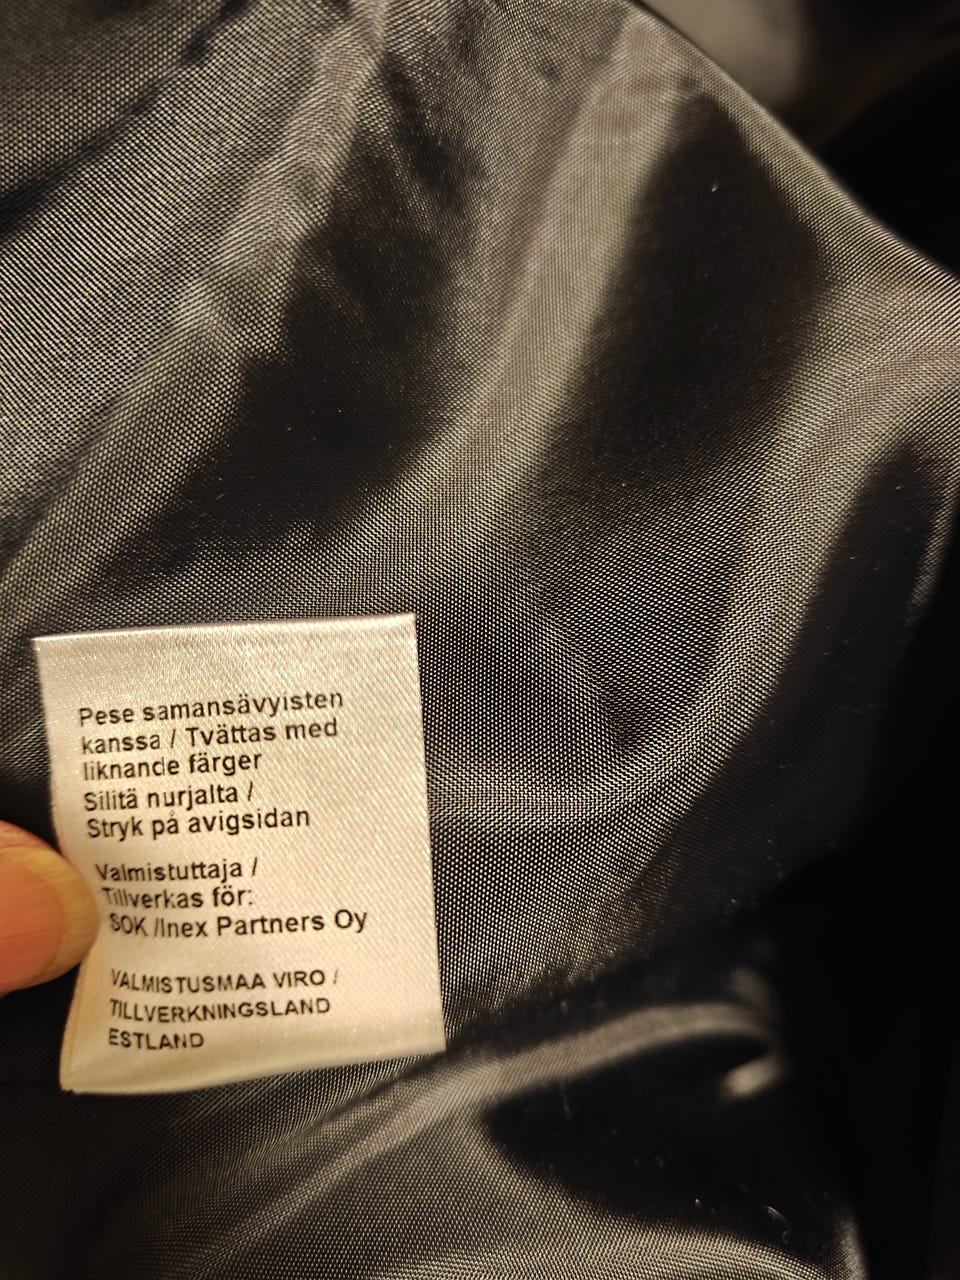 Pese samansävyisten
kanssa / Tvättas med
liknande färger
Silitä nurjalta /
Stryk på avigsidan
Valmistuttaja /
Tillverkas för:
SOK /Inex Partners Oy
VALMISTUSMAA VIRO /
TILLVERKNINGSLAND
ESTLAND